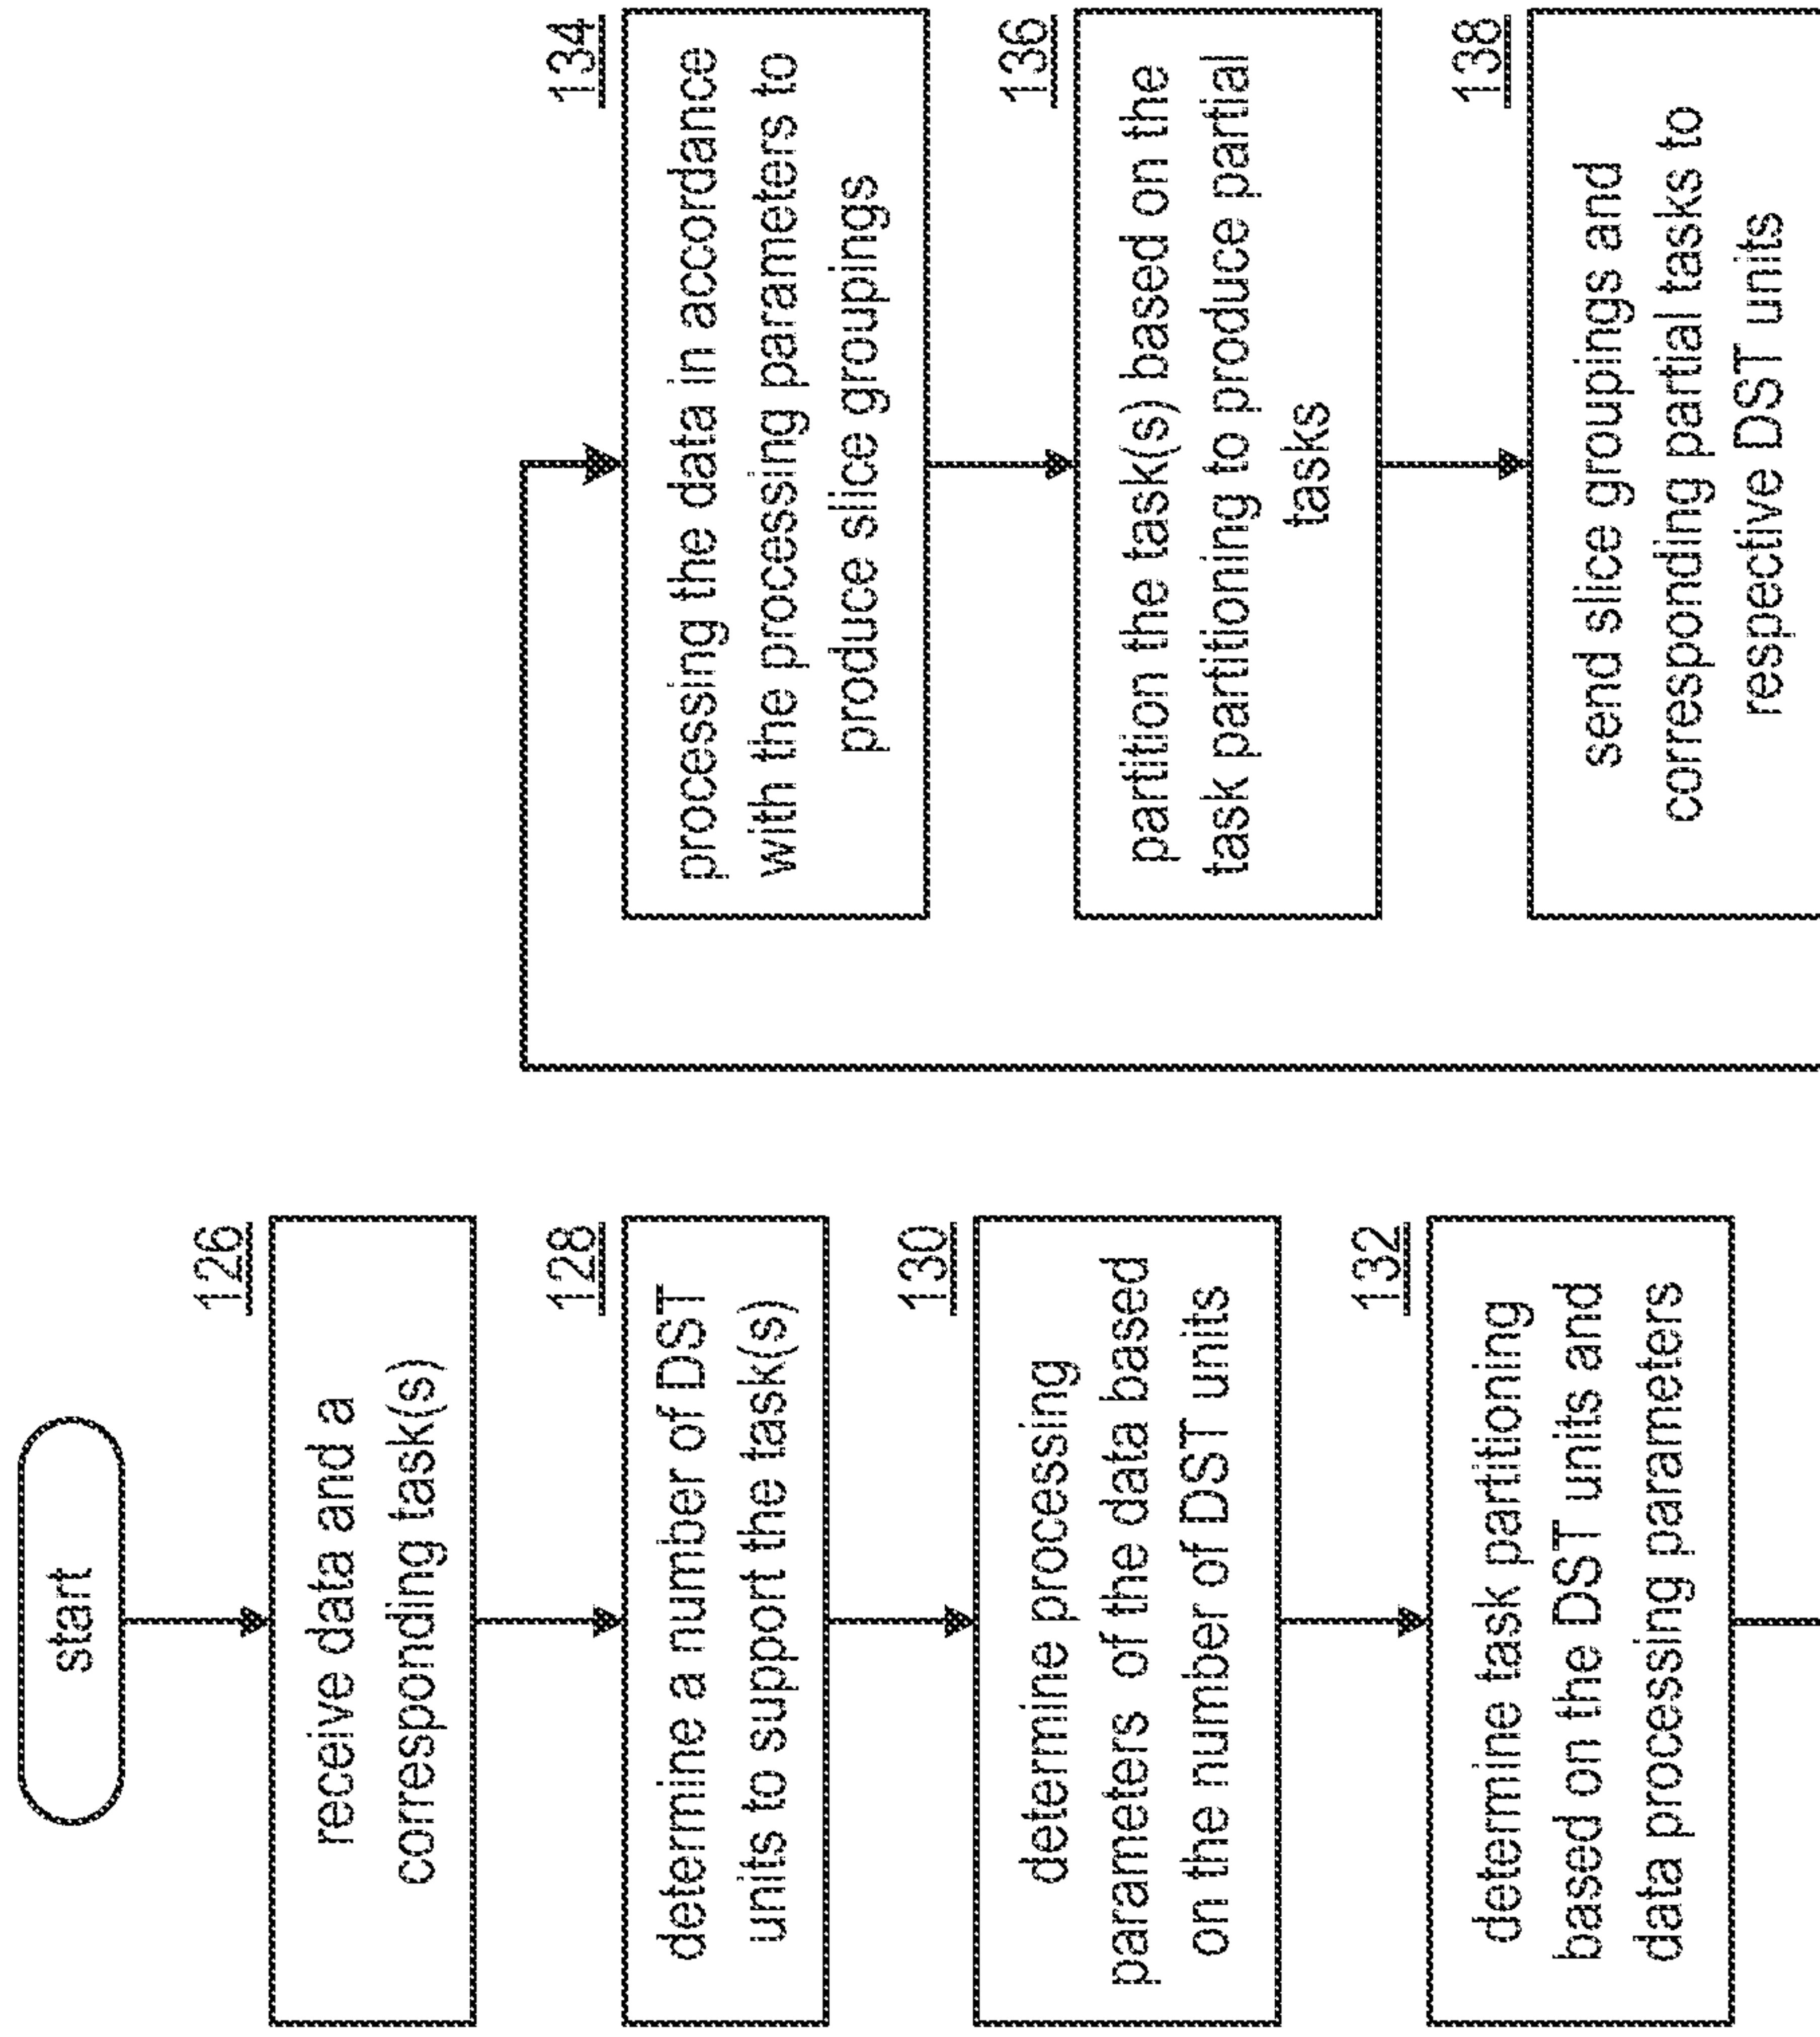 start
126
receive data and a
corresponding task(s)
128
determine a number of DST
units to support the task(s)
130
determine processing
parameters of the data based
on the number of DST units
132
determine task partitioning
based on the DST units and
data processing parameters
134
processing the data in accordance
with the processing parameters to
produce slice groupings
136
partition the task(s) based on the
task partitioning to produce partial
tasks
138
send slice groupings and
corresponding partial tasks to
respective DST units